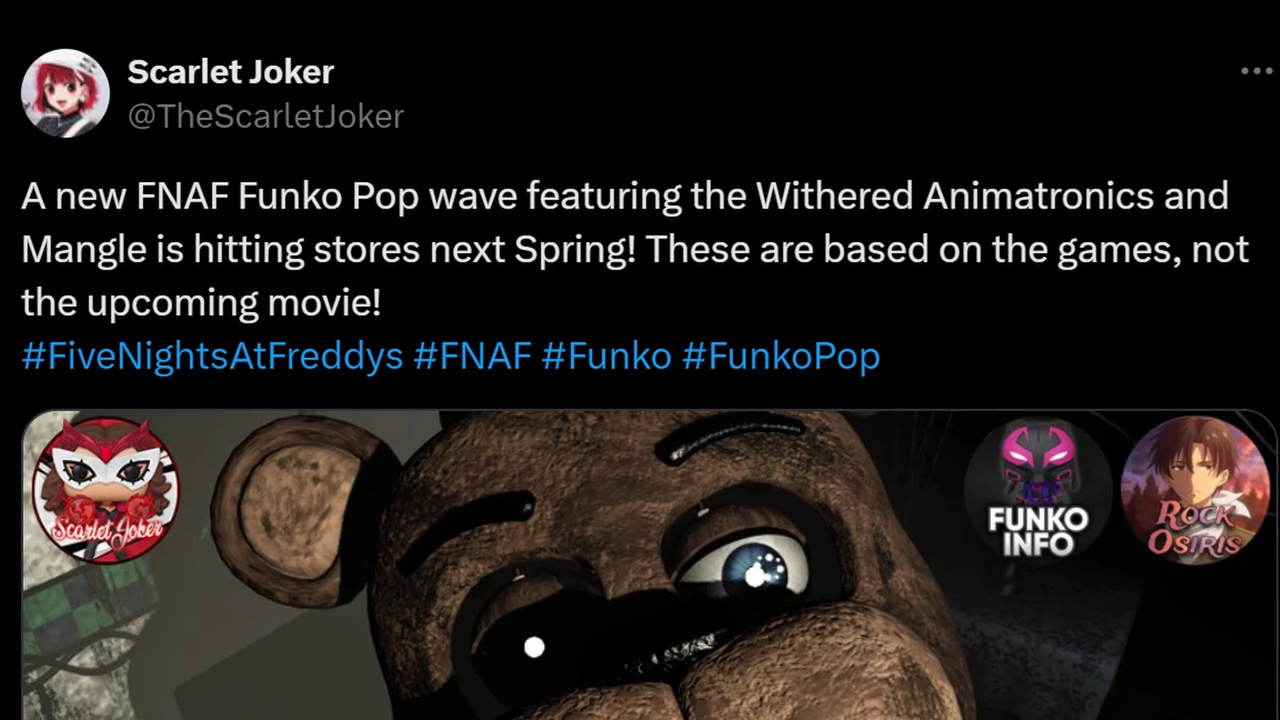 Scarlet Joker
@TheScarletJoker
A new FNAF Funko Pop wave featuring the Withered Animatronics and
Mangle is hitting stores next Spring! These are based on the games, not
the upcoming movie!
#FiveNightsAtFreddys #FNAF #Funko #FunkoPop
Scarlet Joker
FUNKO
INFO
ROCK
OSIRIS